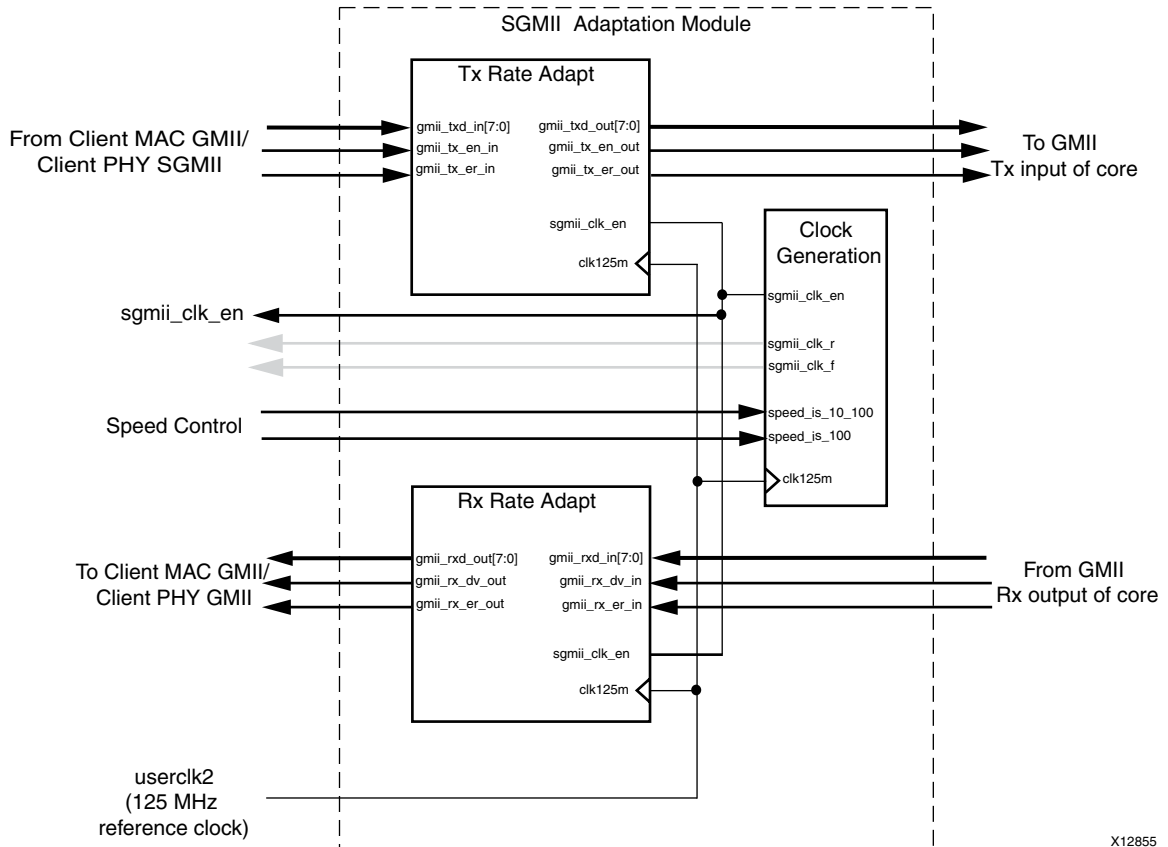 SGMII Adaptation Module
Tx Rate Adapt
From Client MAC GMII/
Client PHY SGMII
gmii_txd_in[7:0]
gmii_tx_en_in
gmii_tx_er_in
gmii_txd_out[7:0]
gmii_tx_en_out
gmii_tx_er_out
sgmii_clk_en
clk125m
To GMII
Tx input of core
Clock
Generation
sgmii_clk_en
sgmii_clk_r
sgmii_clk_f
speed_is_10_100
speed_is_100
clk125m
sgmii_clk_en
Speed Control
Rx Rate Adapt
To Client MAC GMII/
Client PHY GMII
gmii_rxd_out[7:0]
gmii_rx_dv_out
gmii_rx_er_out
gmii_rxd_in[7:0]
gmii_rx_dv_in
gmii_rx_er_in
sgmii_clk_en
clk125m
From GMII
Rx output of core
userclk2
(125 MHz
reference clock)
X12855